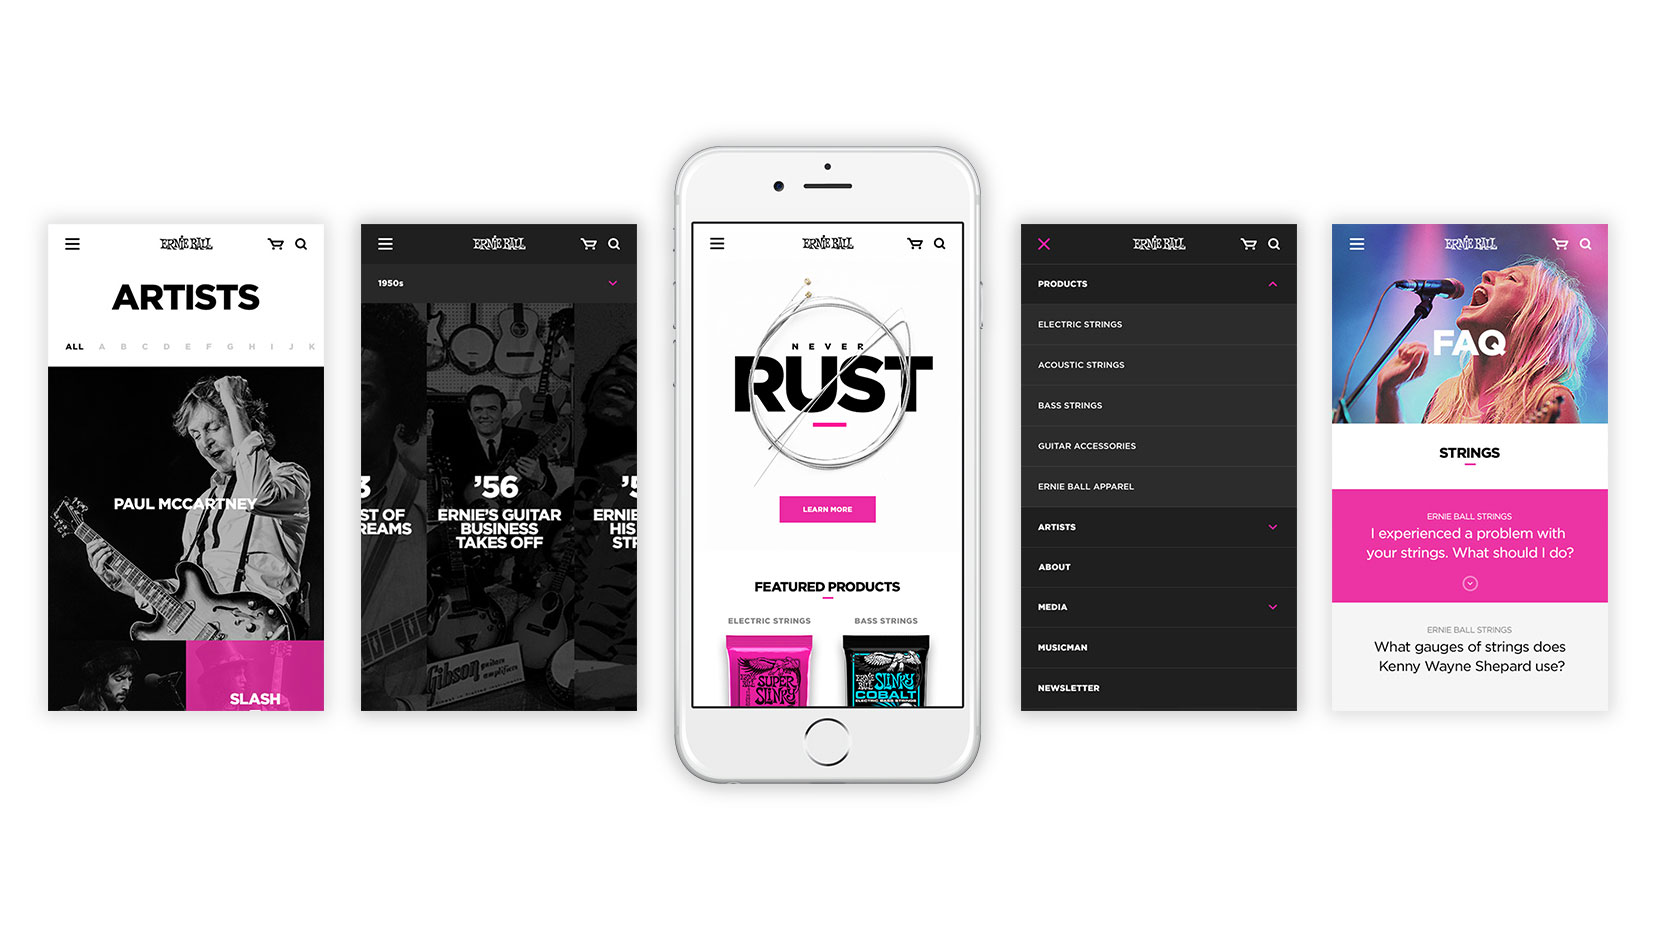 ERNIE BALL
ARTISTS
ALL A B C D E F G H I J K
PAUL MCCARTNEY
SLASH
ERNIE BALL
1950s
3
ST OF
REAMS
'56
ERNIE'S GUITAR
BUSINESS
TAKES OFF
'5
ERNIE
HIS
STR
Gibson guitars
amplifiers
ERNIE BALL
NEVER
RUST
LEARN MORE
FEATURED PRODUCTS
ELECTRIC STRINGS
BASS STRINGS
ERNIE BALL
SUPER
SLINKY
ERNIE BALL
SLINKY
COBALT
ELECTRIC BASS STRINGS
ERNIE BALL
PRODUCTS
ELECTRIC STRINGS
ACOUSTIC STRINGS
BASS STRINGS
GUITAR ACCESSORIES
ERNIE BALL APPAREL
ARTISTS
ABOUT
MEDIA
MUSICMAN
NEWSLETTER
ERNIE BALL
FAQ
STRINGS
ERNIE BALL STRINGS
I experienced a problem with
your strings. What should I do?
ERNIE BALL STRINGS
What gauges of strings does
Kenny Wayne Shepard use?